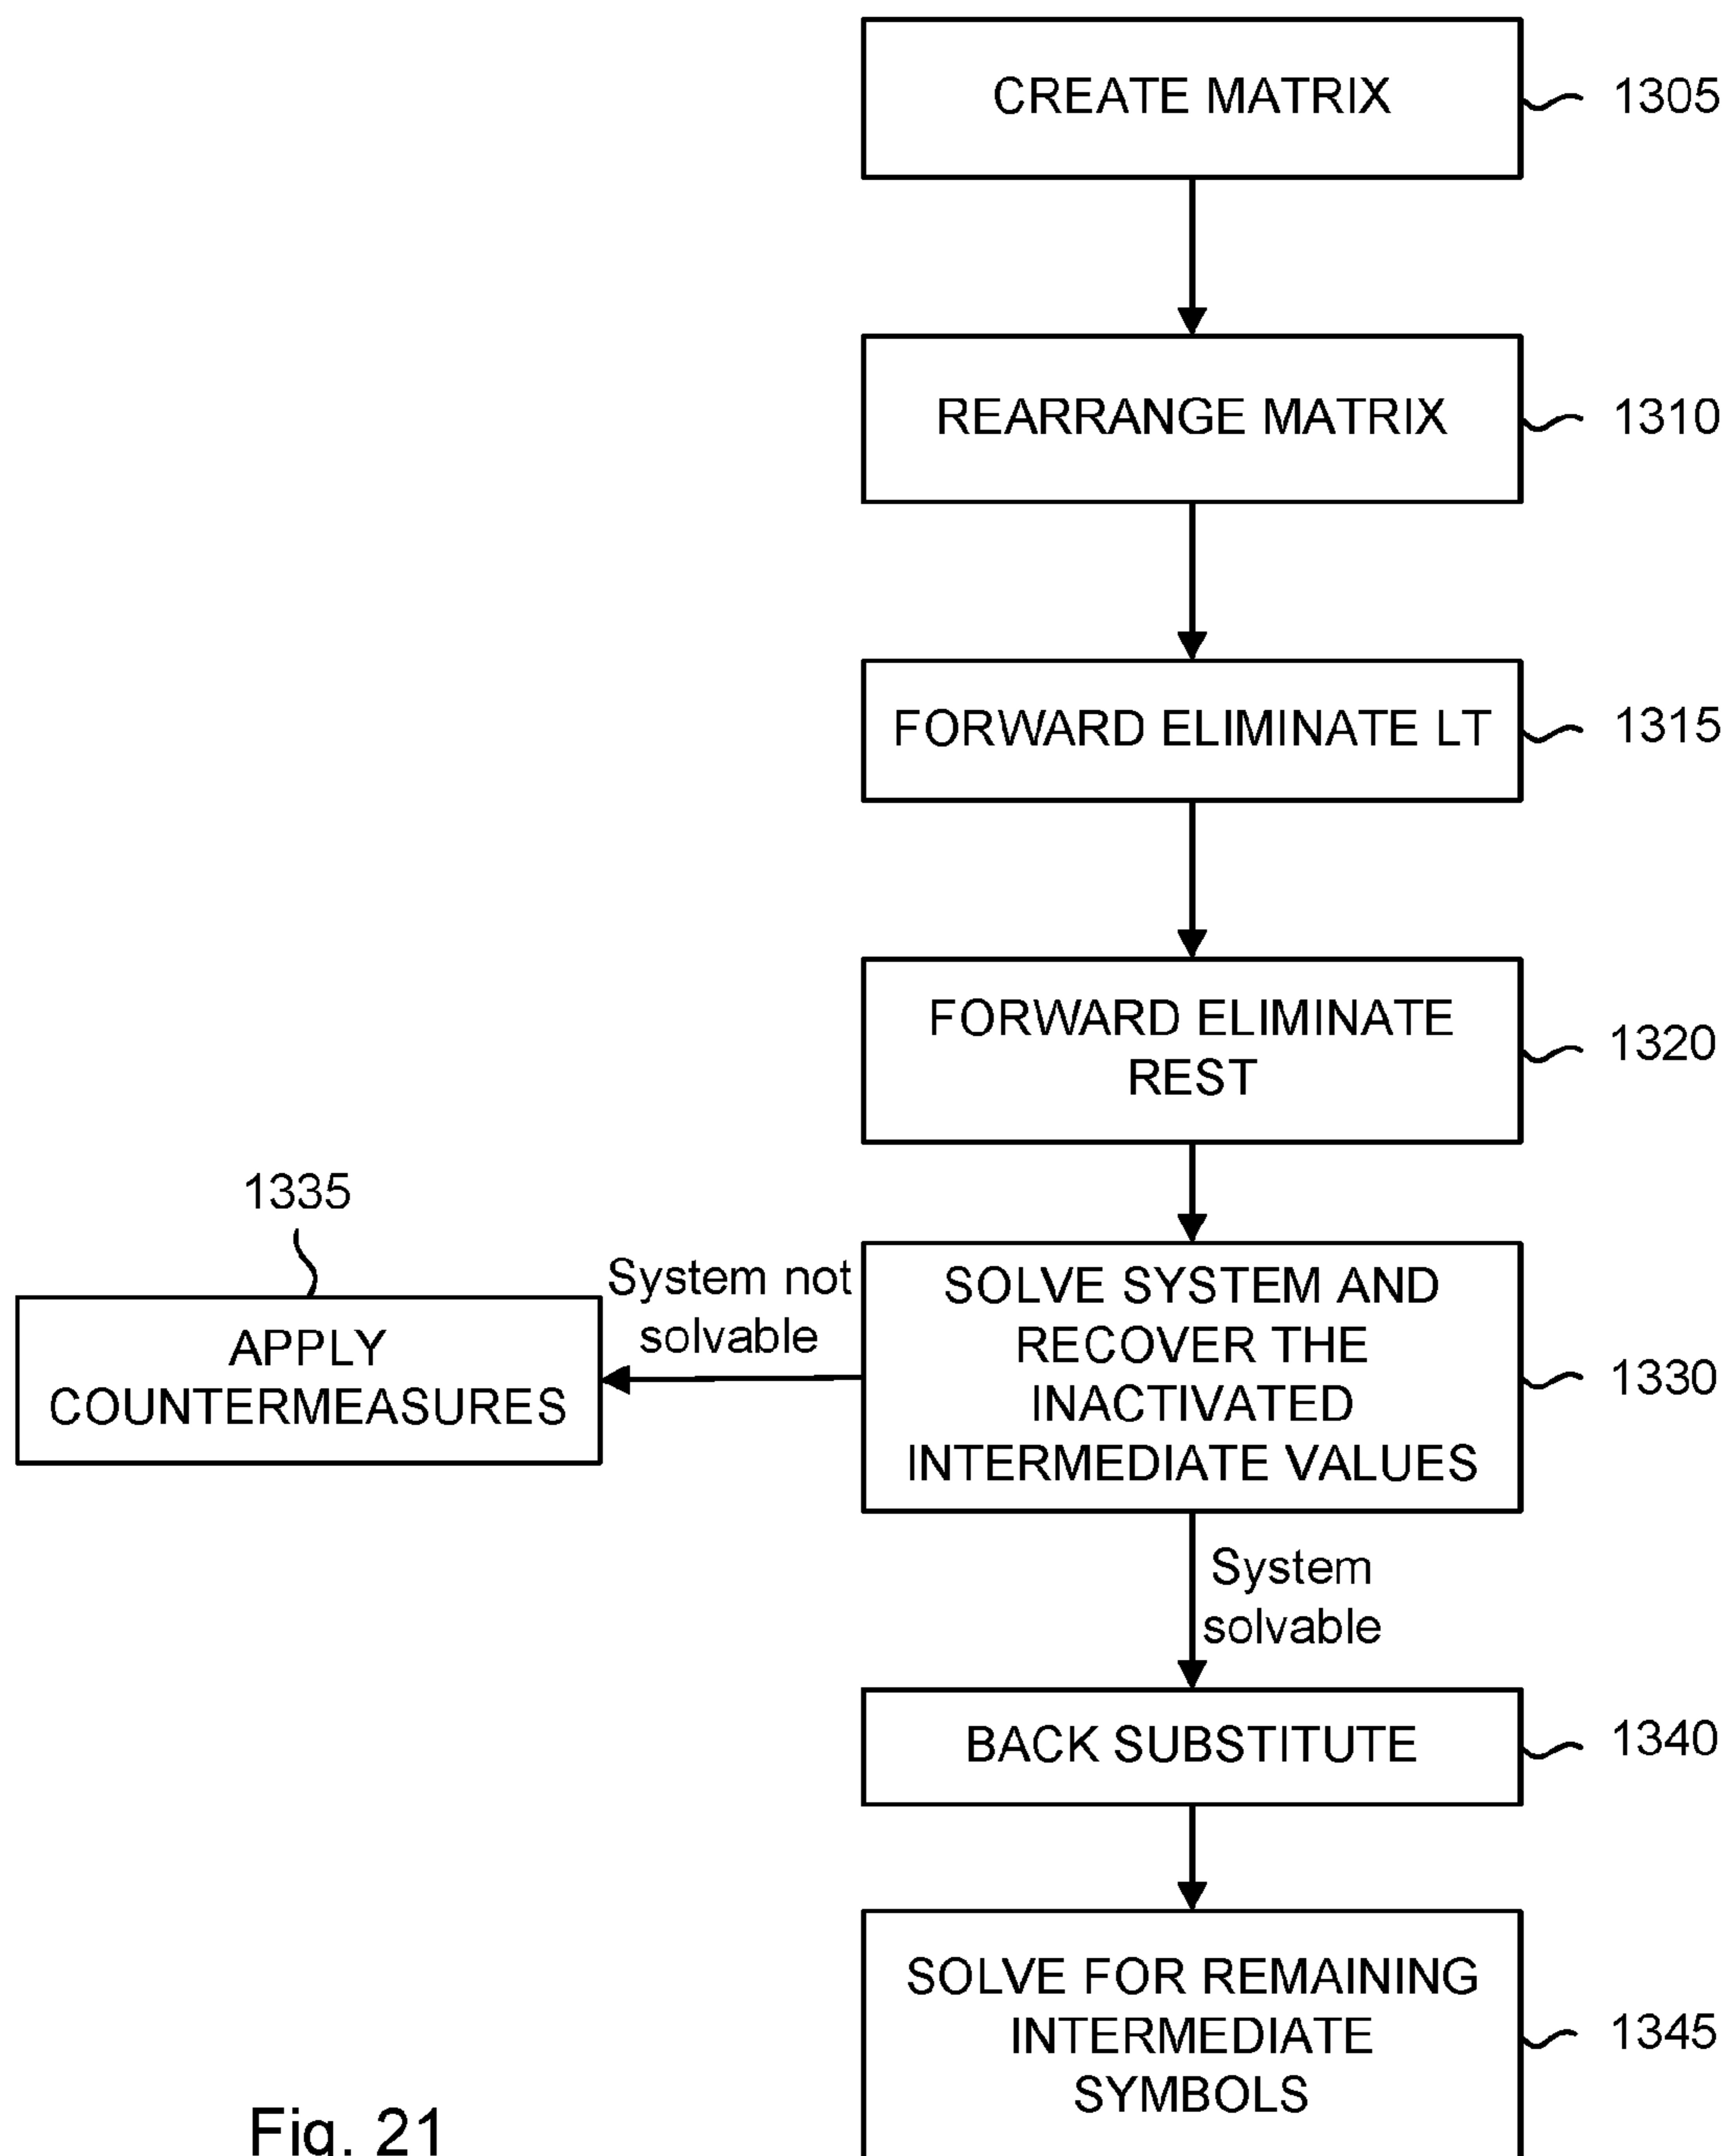 CREATE MATRIX
1305
REARRANGE MATRIX
1310
FORWARD ELIMINATE LT
1315
FORWARD ELIMINATE
REST
1320
1335
APPLY
COUNTERMEASURES
System not
solvable
SOLVE SYSTEM AND
RECOVER THE
INACTIVATED
INTERMEDIATE VALUES
1330
System
solvable
BACK SUBSTITUTE
1340
SOLVE FOR REMAINING
INTERMEDIATE
SYMBOLS
1345
Fig. 21